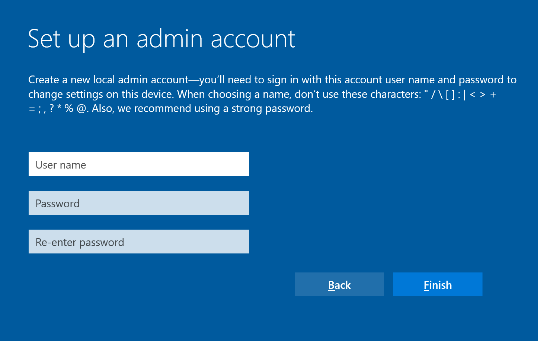 Set up an admin account
Create a new local admin account—you'll need to sign in with this account user name and password to
change settings on this device. When choosing a name, don't use these characters: " / \ [ ] : | < > +
= ; , ? * % @. Also, we recommend using a strong password.
User name
Password
Re-enter password
Back
Finish